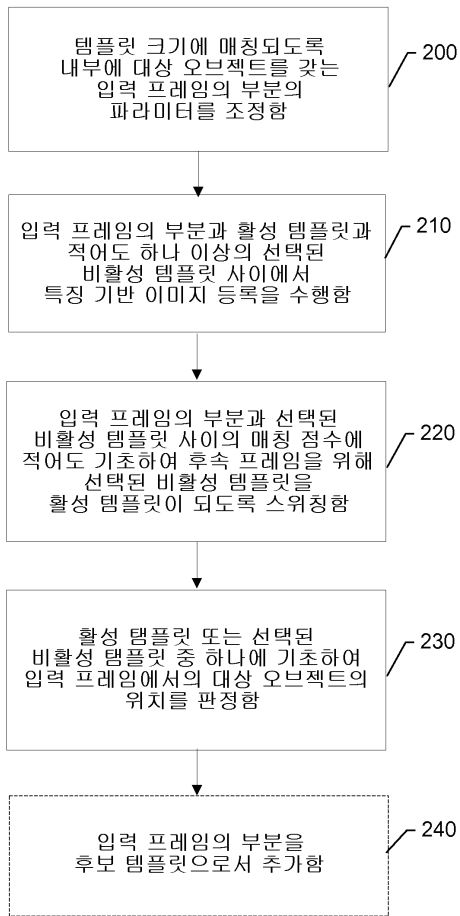 템플릿 크기에 매칭되도록
내부에 대상 오브젝트를 갖는
입력 프레임의 부분의
파라미터를 조정함
200
입력 프레임의 부분과 활성 템플릿과
적어도 하나 이상의 선택된
비활성 템플릿 사이에서
특징 기반 이미지 등록을 수행함
210
입력 프레임의 부분과 선택된
비활성 템플릿 사이의 매칭 점수에
적어도 기초하여 후속 프레임을 위해
선택된 비활성 템플릿을
활성 템플릿이 되도록 스위칭함
220
활성 탬플릿 또는 선택된
비활성 탬플릿 중 하나에 기초하여
입력 프레임에서의 대상 오브젝트의
위치를 판정함
230
입력 프레임의 부분을
후보 템플릿으로서 추가함
240